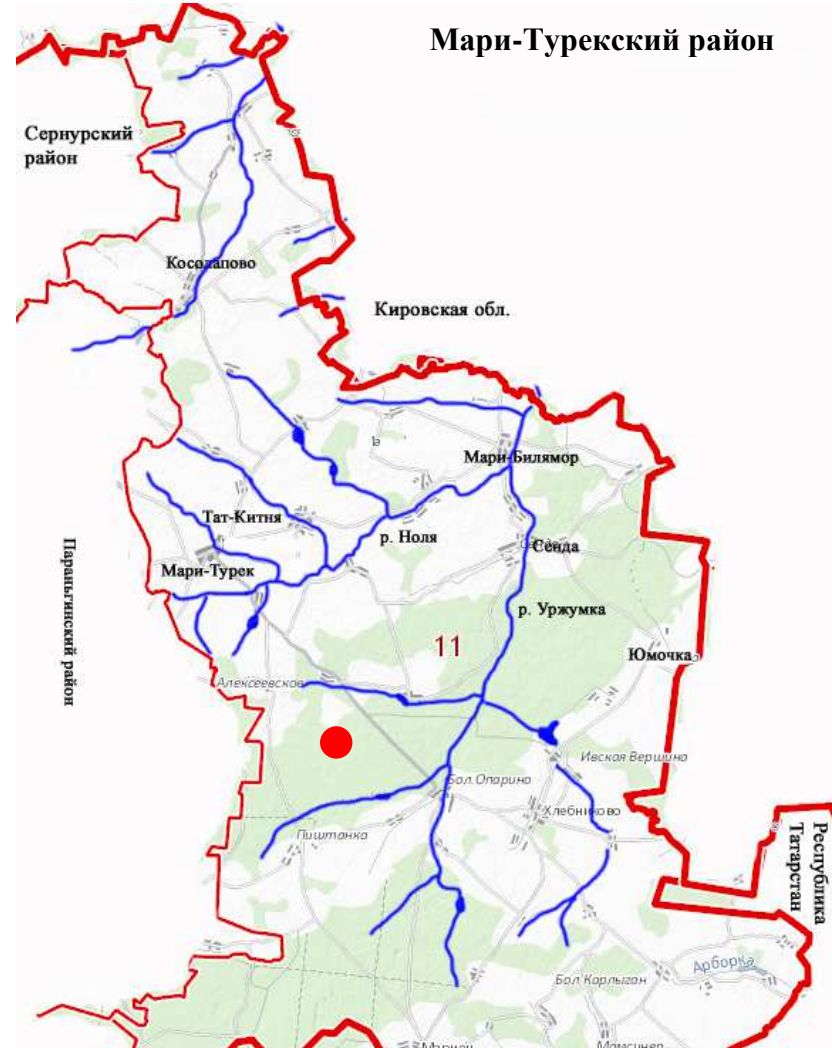 Мари-Турекский район
Сернурский
район
Косолапово
Кировская обл.
Мари-Билямор
Тат-Китня
р. Ноля
Сенда
Мари-Турек
р. Уржумка
Параньгинский район
11
Юмочка
Алексеевское
Ивская Вершина
Бол.Опарино
Хлебниково
Пиштанка
Республика
Татарстан
Арборка
Бол Карлыган
Мамсинер